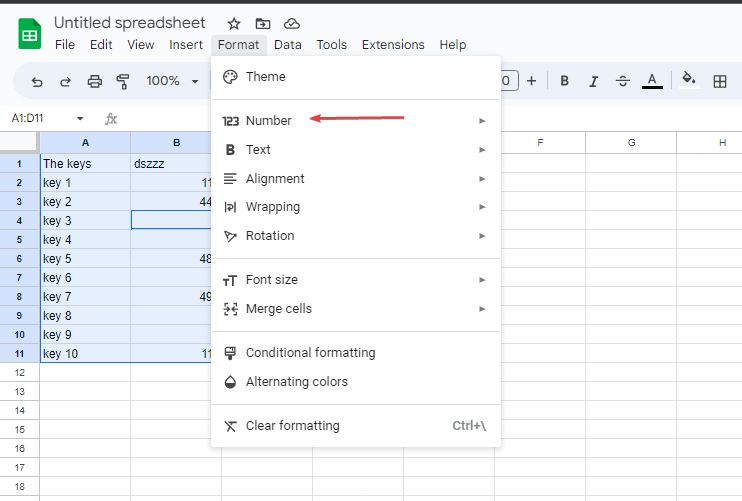 Untitled spreadsheet
File Edit View Insert Format Data Tools Extensions Help
100% 0 + B I A
A1:D11 fx
Theme
123 Number
B Text
Alignment
Wrapping
Rotation
Font size
Merge cells
Conditional formatting
Alternating colors
Clear formatting Ctrl+\
A B F G H
1 The keys dszzz
2 key 1 11
3 key 2 44
4 key 3
5 key 4
6 key 5 48
7 key 6
8 key 7 49
9 key 8
10 key 9
11 key 10 11
12
13
14
15
16
17
18